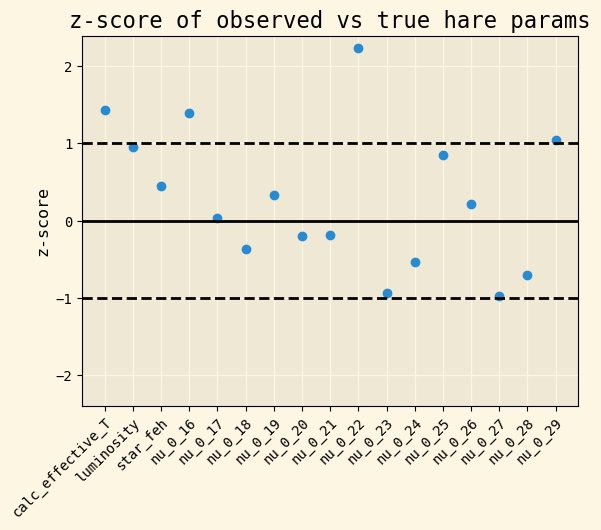 z-score of observed vs true hare params
z-score
2
1
0
−1
−2
calc_effective_T
luminosity
star_feh
nu_0_16
nu_0_17
nu_0_18
nu_0_19
nu_0_20
nu_0_21
nu_0_22
nu_0_23
nu_0_24
nu_0_25
nu_0_26
nu_0_27
nu_0_28
nu_0_29